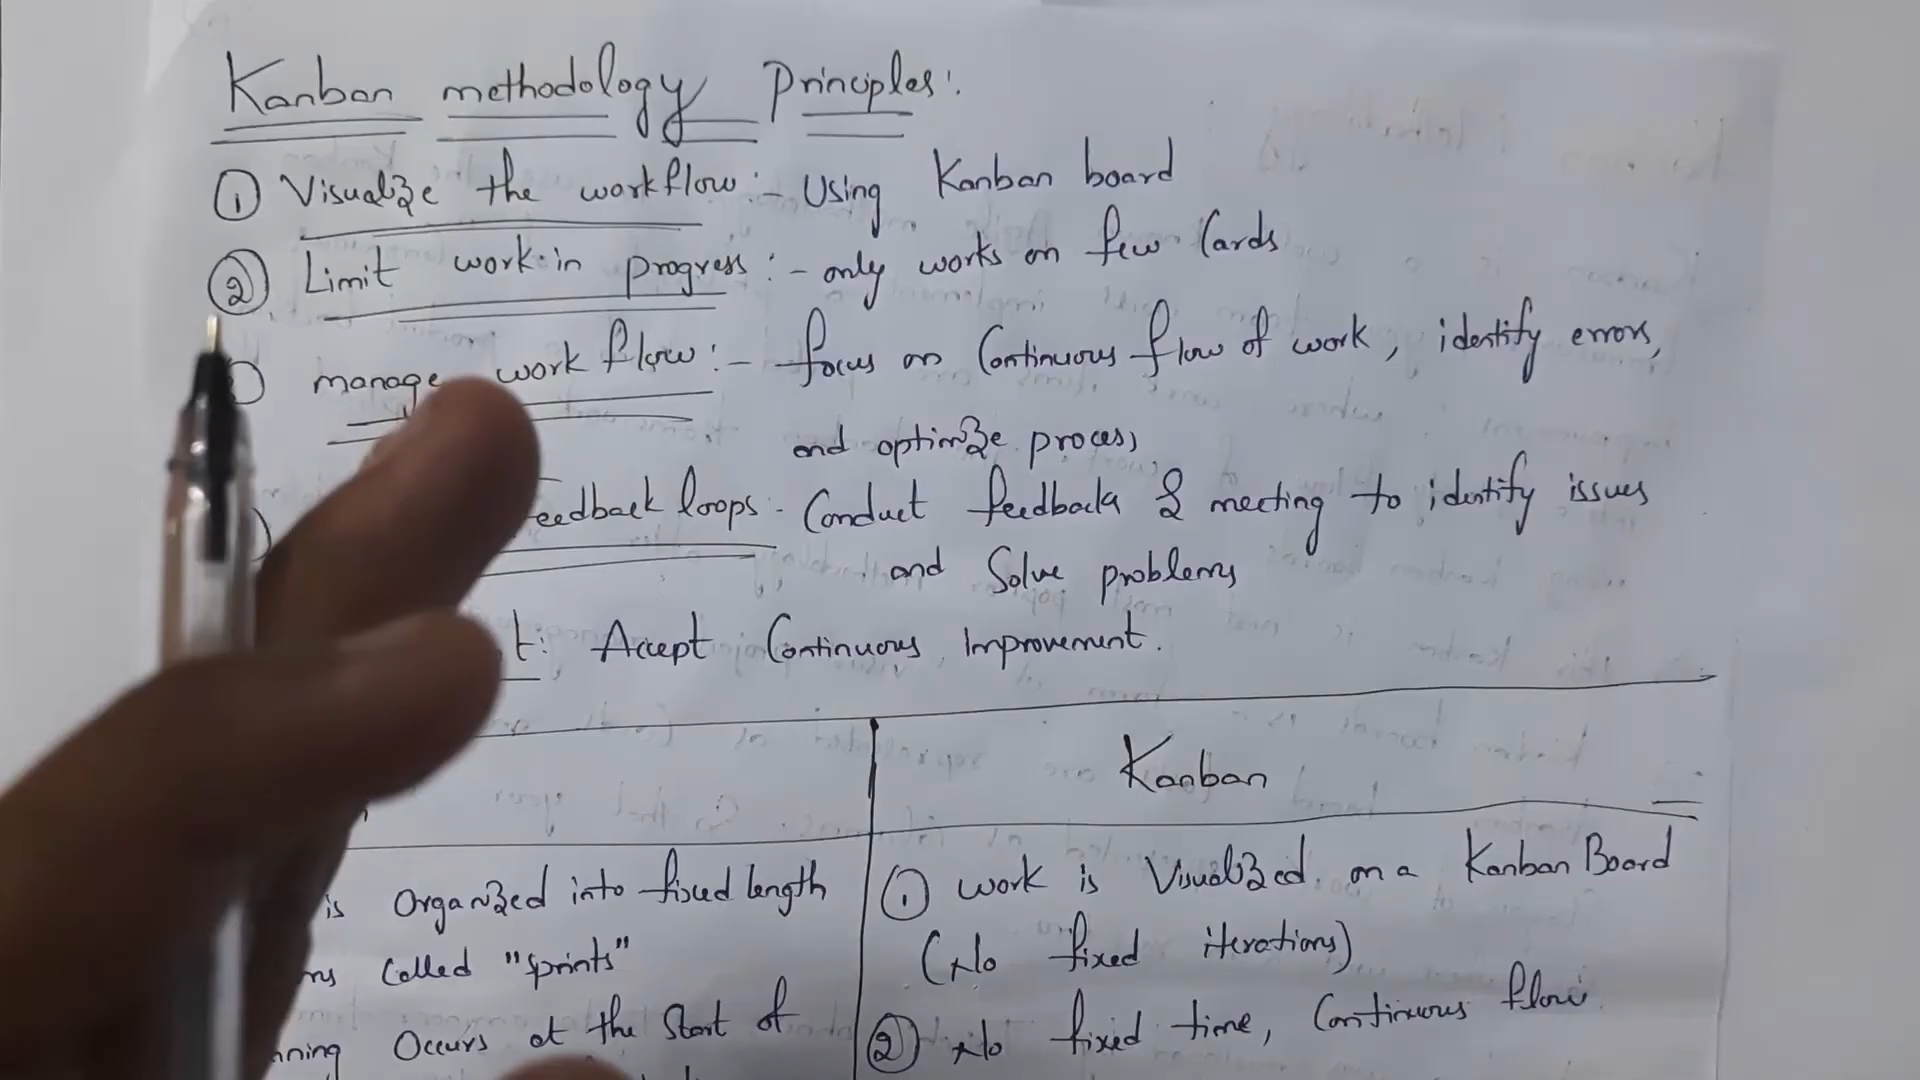 Kanban methodology Principles:
① Visualize the workflow :- Using Kanban board
② Limit work in progress :- only works on few Cards
manage work flow :- focus on Continuous flow of work, identify errors,
and optimize process
eedback loops - Conduct feedback & meeting to identify issues
and Solve problems
t: Accept Continuous Improvement.
Kanban
is Organized into fixed length
ns Called "sprints"
nning Occurs at the Start of
① work is Visualized on a Kanban Board
(No fixed iterations)
② No fixed time, Continuous flow